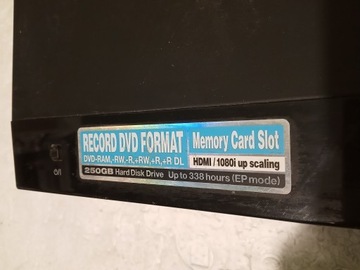 RECORD DVD FORMAT
DVD-RAM,-RW,-R,+RW,+R,+R DL
Memory Card Slot
HDMI / 1080i up scaling
250GB Hard Disk Drive Up to 338 hours (EP mode)